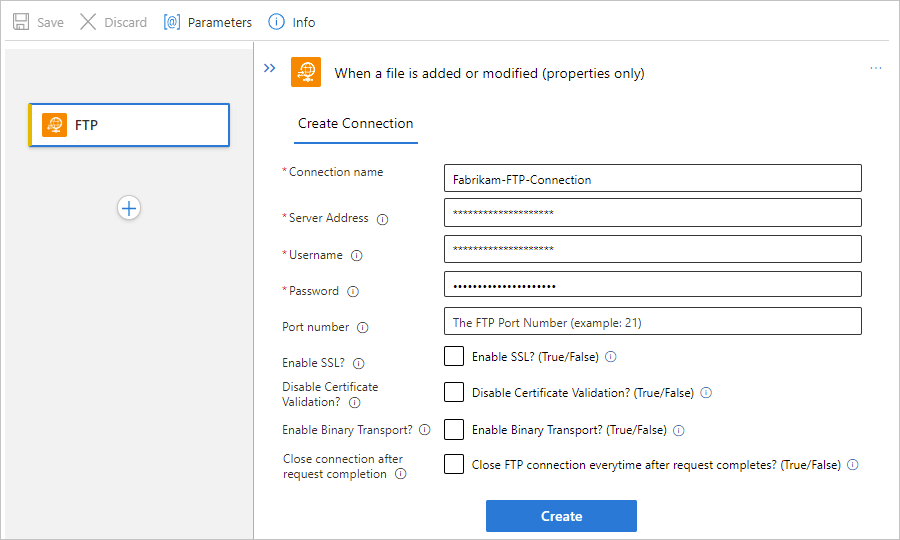 Save Discard Parameters Info
When a file is added or modified (properties only)
FTP
Create Connection
*Connection name Fabrikam-FTP-Connection
*Server Address ********************
*Username ********************
*Password •••••••••••••••••••••
Port number The FTP Port Number (example: 21)
Enable SSL? Enable SSL? (True/False)
Disable Certificate
Validation? Disable Certificate Validation? (True/False)
Enable Binary Transport? Enable Binary Transport? (True/False)
Close connection after
request completion Close FTP connection everytime after request completes? (True/False)
Create